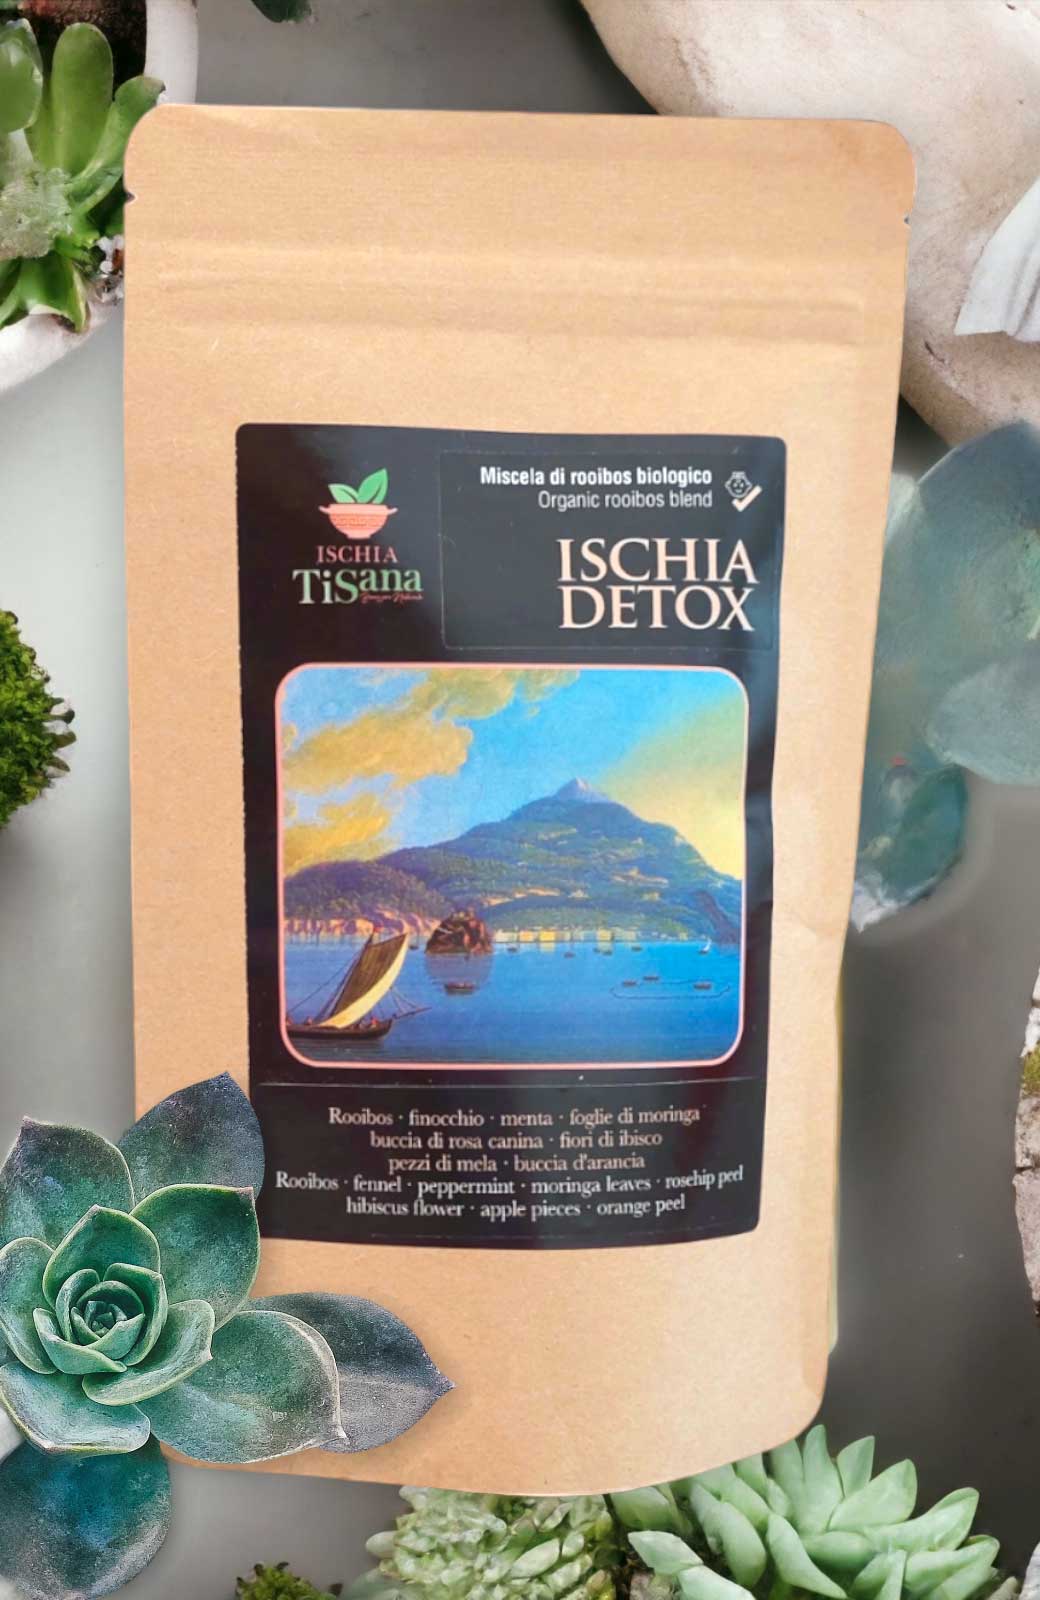 Miscela di rooibos biologico
Organic rooibos blend
ISCHIA
TiSana
ISCHIA
DETOX
Rooibos · finocchio · menta · foglie di moringa
buccia di rosa canina · fiori di ibisco
pezzi di mela · buccia d'arancia
Rooibos · fennel · peppermint · moringa leaves · rosehip peel
hibiscus flower · apple pieces · orange peel